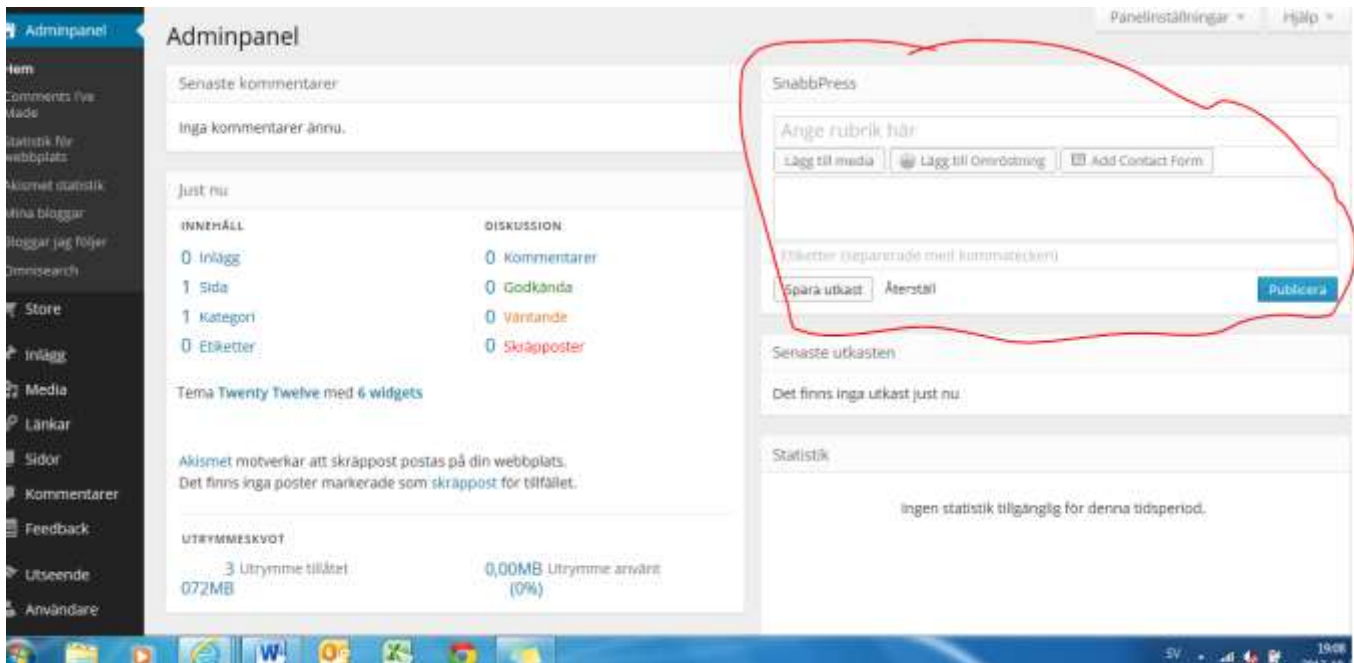 Adminpanel
Hem
Comments I've
Made
Statistik för
webbplats
Akismet statistik
Mina bloggar
Bloggar jag följer
Omnisearch
Store
Inlägg
Media
Länkar
Sidor
Kommentarer
Feedback
Utseende
Användare
Panelinställningar
Hjälp
Adminpanel
Senaste kommentarer
Inga kommentarer ännu.
Just nu
INNEHÅLL
DISKUSSION
0 Inlägg
0 Kommentarer
1 Sida
0 Godkända
1 Kategori
0 Väntande
0 Etiketter
0 Skräpposter
Tema Twenty Twelve med 6 widgets
Akismet motverkar att skräppost postas på din webbplats.
Det finns inga poster markerade som skräppost för tillfället.
UTRYMMESKVOT
3 Utrymme tillåtet
072MB
0,00MB Utrymme använt
(0%)
SnabbPress
Ange rubrik här
Lägg till media
Lägg till Omröstning
Add Contact Form
Etiketter (separerade med kommatecken)
Spara utkast
Återställ
Publicera
Senaste utkasten
Det finns inga utkast just nu
Statistik
Ingen statistik tillgänglig för denna tidsperiod.
SV
19:08